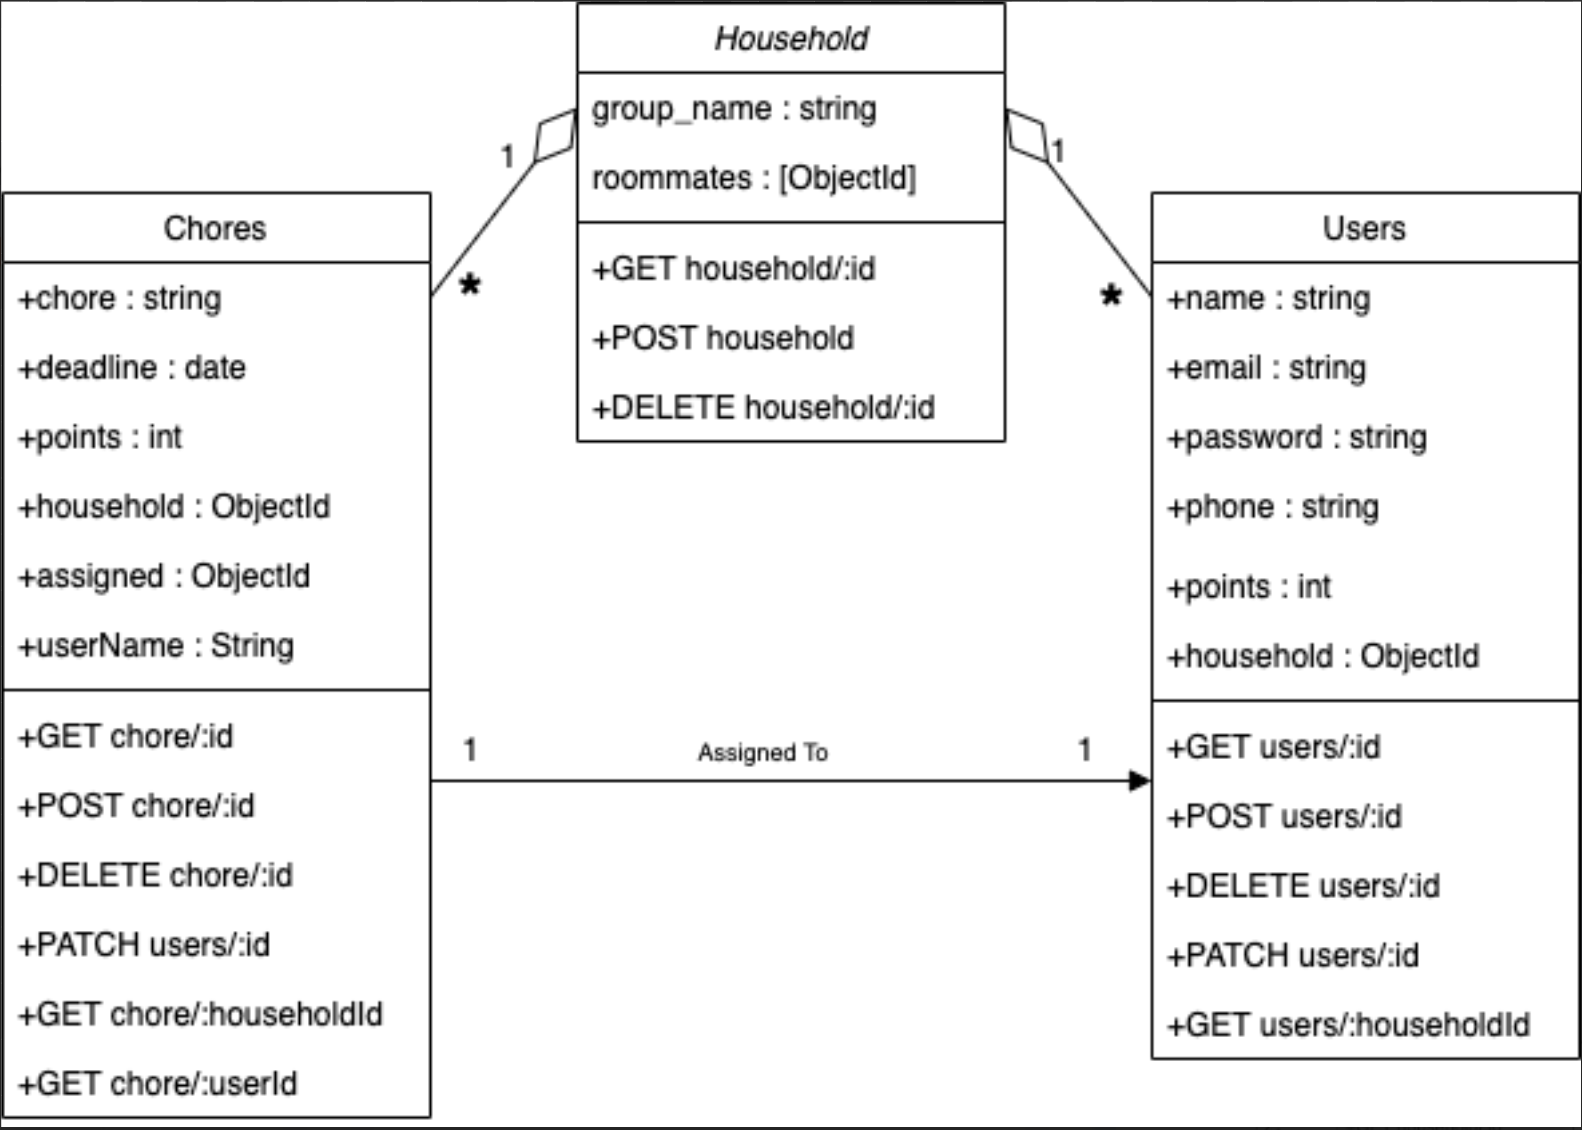 Household
group_name : string
roommates : [ObjectId]
+GET household/:id
+POST household
+DELETE household/:id
1
*
1
*
Chores
+chore : string
+deadline : date
+points : int
+household : ObjectId
+assigned : ObjectId
+userName : String
+GET chore/:id
+POST chore/:id
+DELETE chore/:id
+PATCH users/:id
+GET chore/:householdId
+GET chore/:userId
1
Assigned To
1
Users
+name : string
+email : string
+password : string
+phone : string
+points : int
+household : ObjectId
+GET users/:id
+POST users/:id
+DELETE users/:id
+PATCH users/:id
+GET users/:householdId